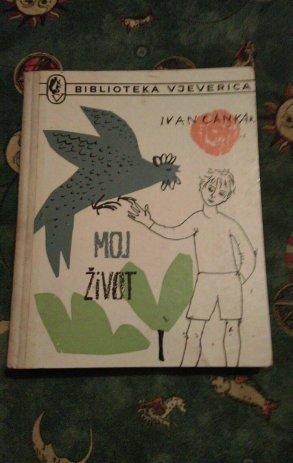 BIBLIOTEKA VJEVERICA
IVAN CANKAR
MOJ
ŽIVOT